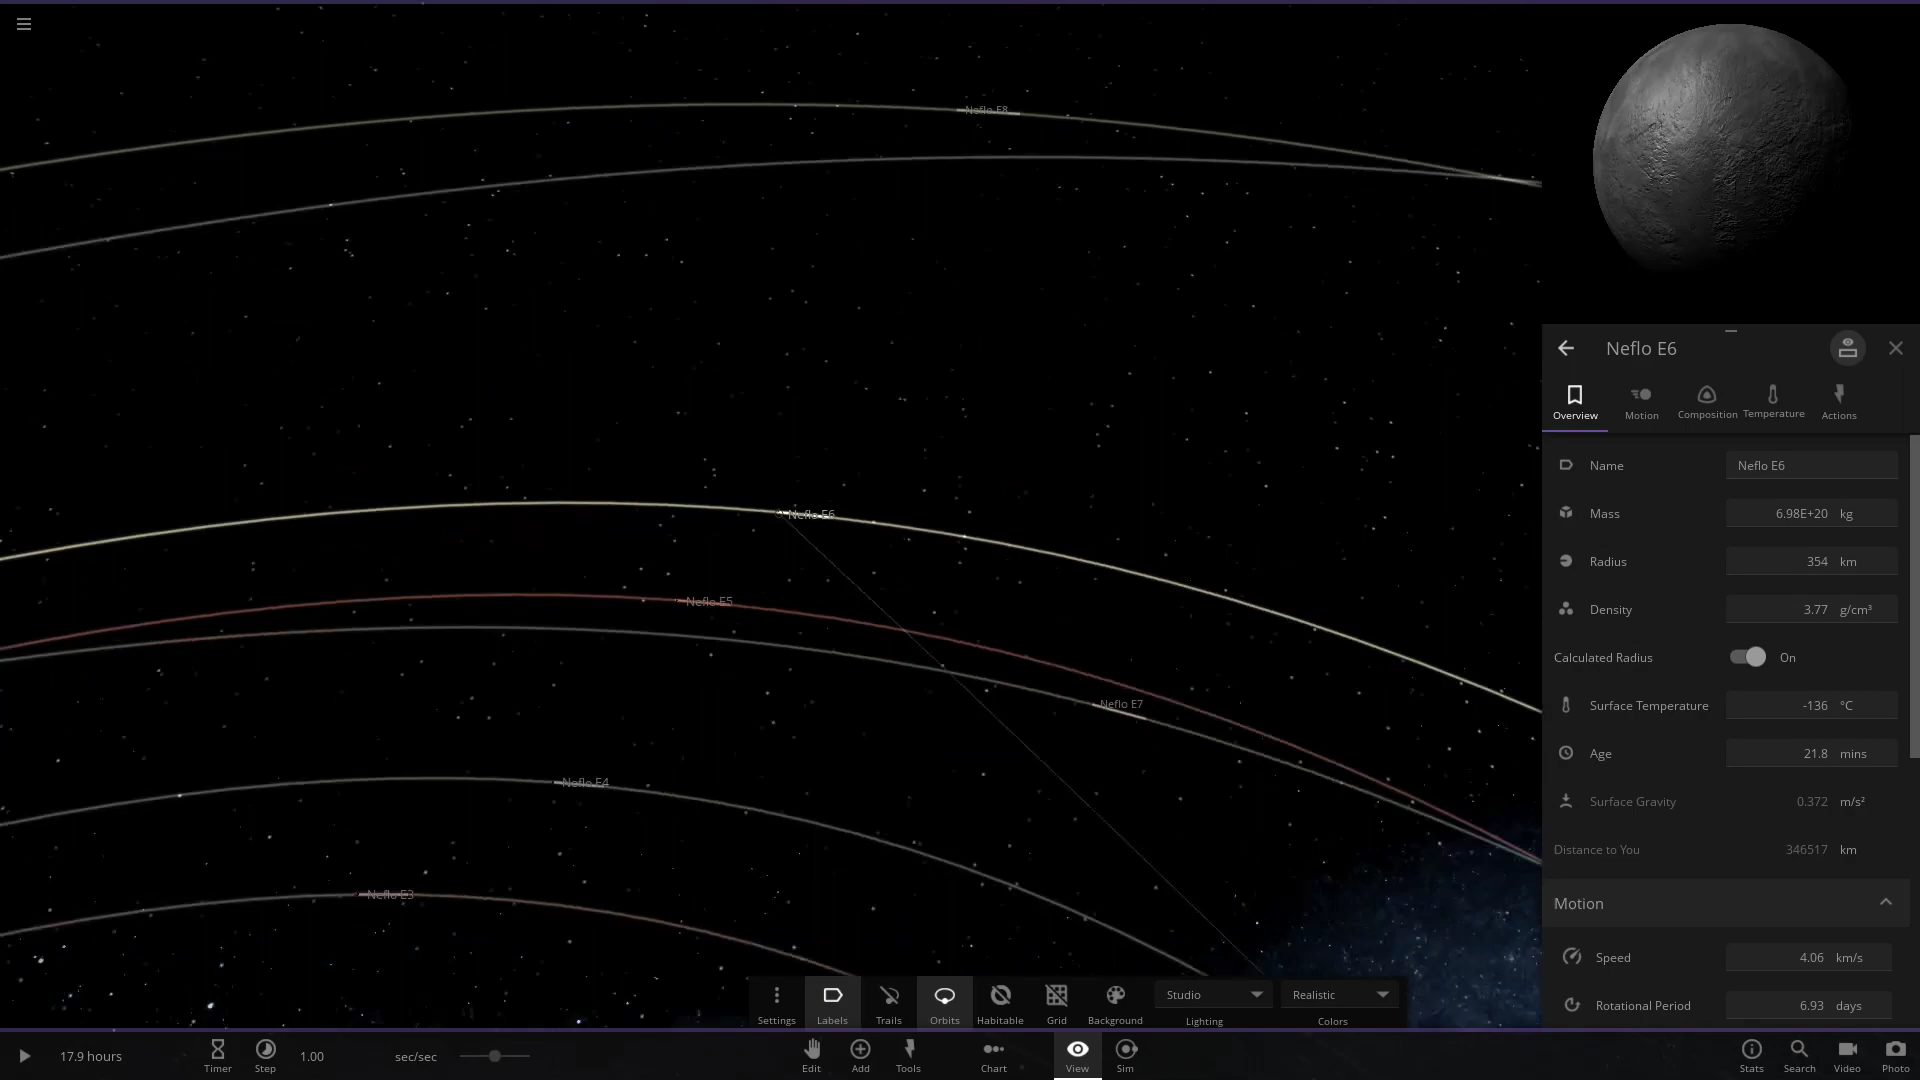 Neflo E8
Neflo E6
Neflo E5
Neflo E7
Neflo E4
Neflo E3
Neflo E6
Overview
Motion
Composition
Temperature
Actions
Name Neflo E6
Mass 6.98E+20 kg
Radius 354 km
Density 3.77 g/cm³
Calculated Radius On
Surface Temperature -136 °C
Age 21.8 mins
Surface Gravity 0.372 m/s²
Distance to You 346517 km
Motion
Speed 4.06 km/s
Rotational Period 6.93 days
Studio Realistic
Settings Labels Trails Orbits Habitable Grid Background Lighting Colors
17.9 hours 1.00 sec/sec
Timer Step Edit Add Tools Chart View Sim Stats Search Video Photo